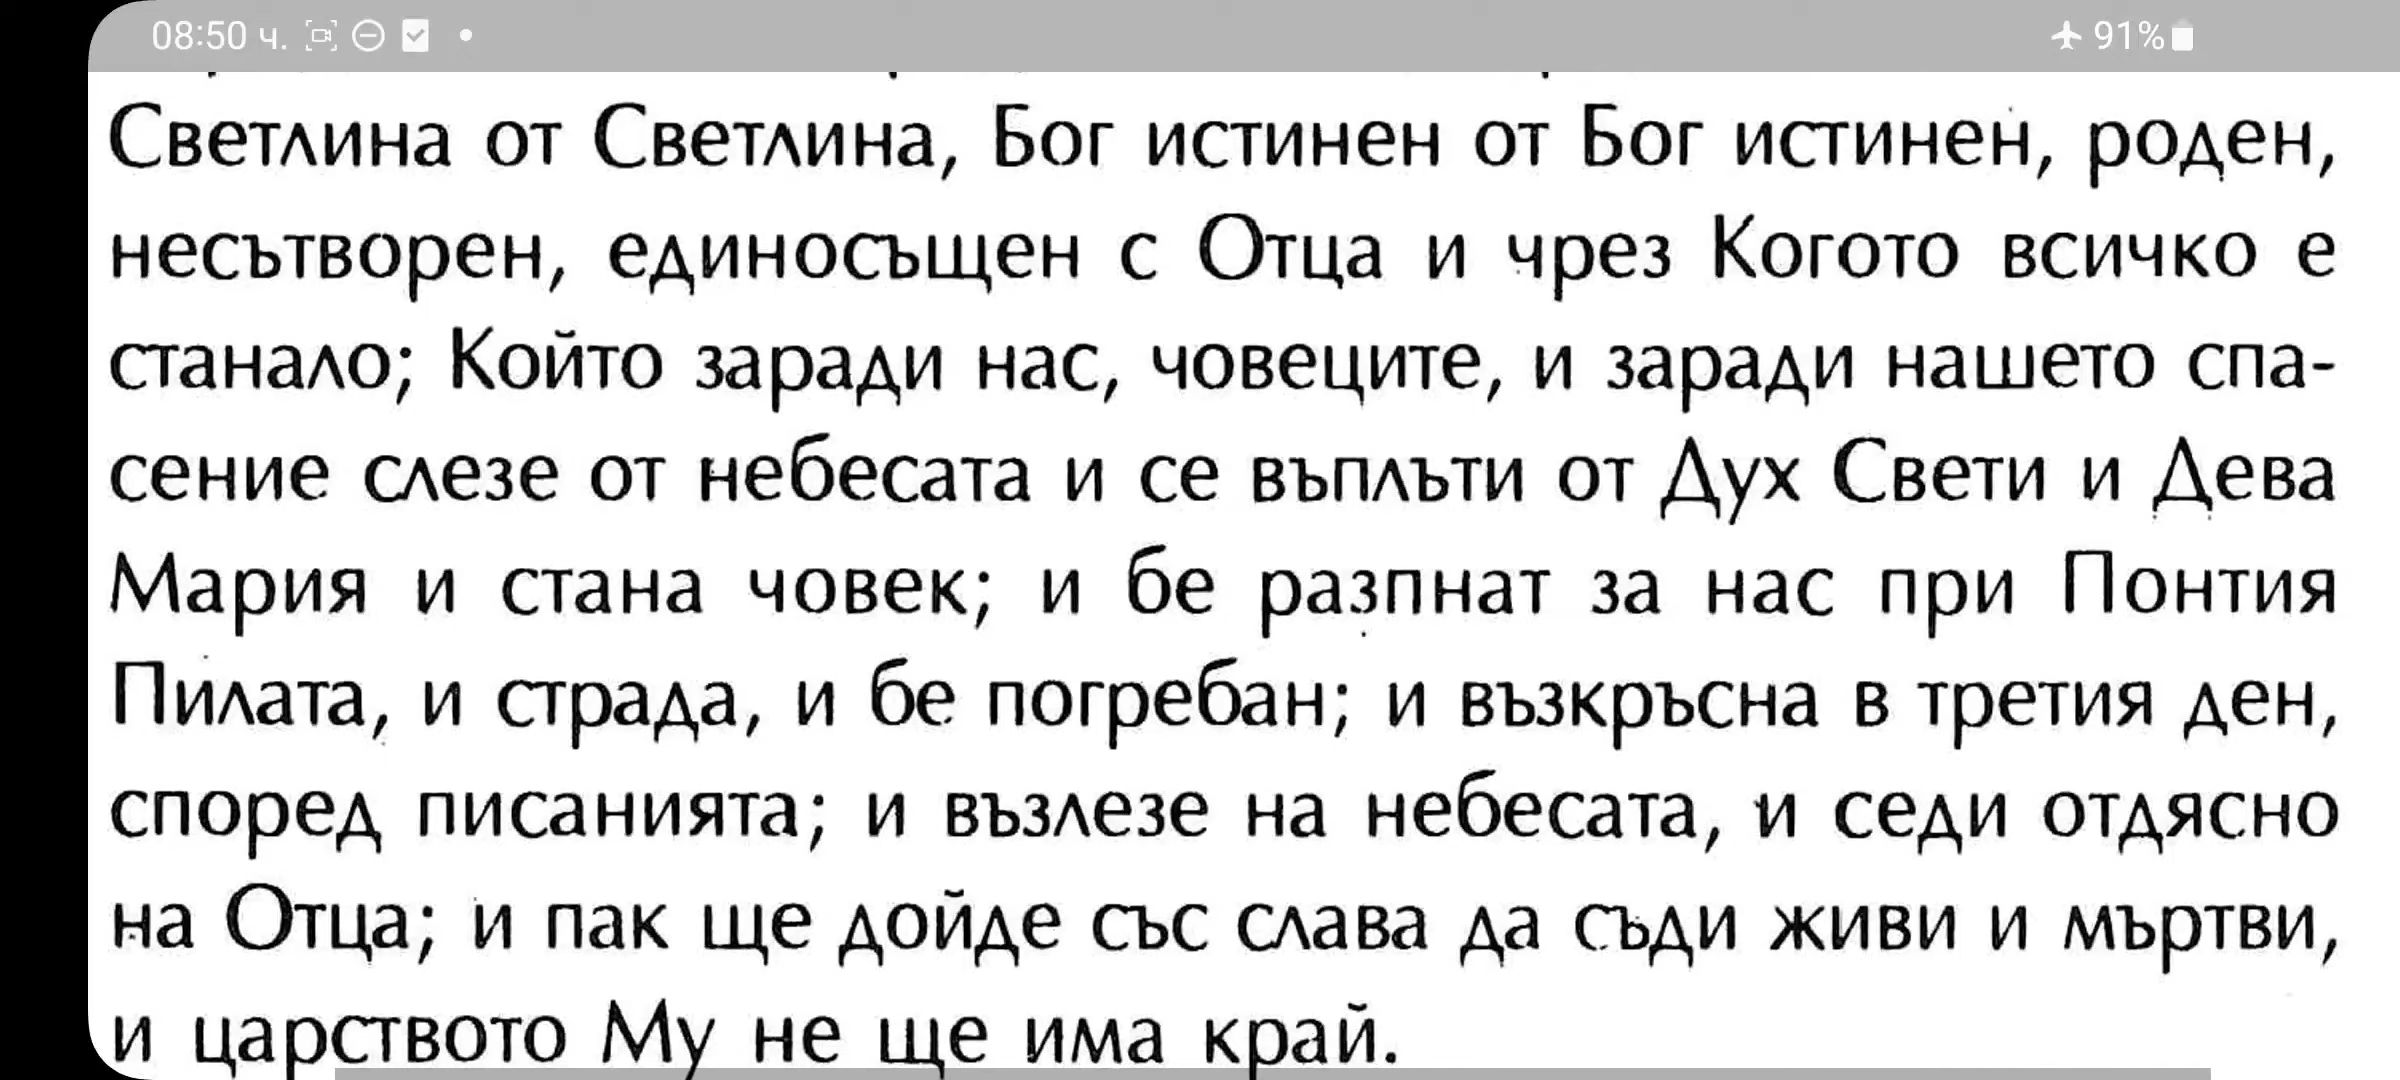 08:50 ч. 91%
Светлина от Светлина, Бог истинен от Бог истинен, роден,
несътворен, единосъщен с Отца и чрез Когото всичко е
станало; Който заради нас, човеците, и заради нашето спа-
сение слезе от небесата и се въплъти от Дух Свети и Дева
Мария и стана човек; и бе разпнат за нас при Понтия
Пилата, и страда, и бе погребан; и възкръсна в третия ден,
според писанията; и възлезе на небесата, и седи отдясно
на Отца; и пак ще дойде със слава да съди живи и мъртви,
и царството Му не ще има край.